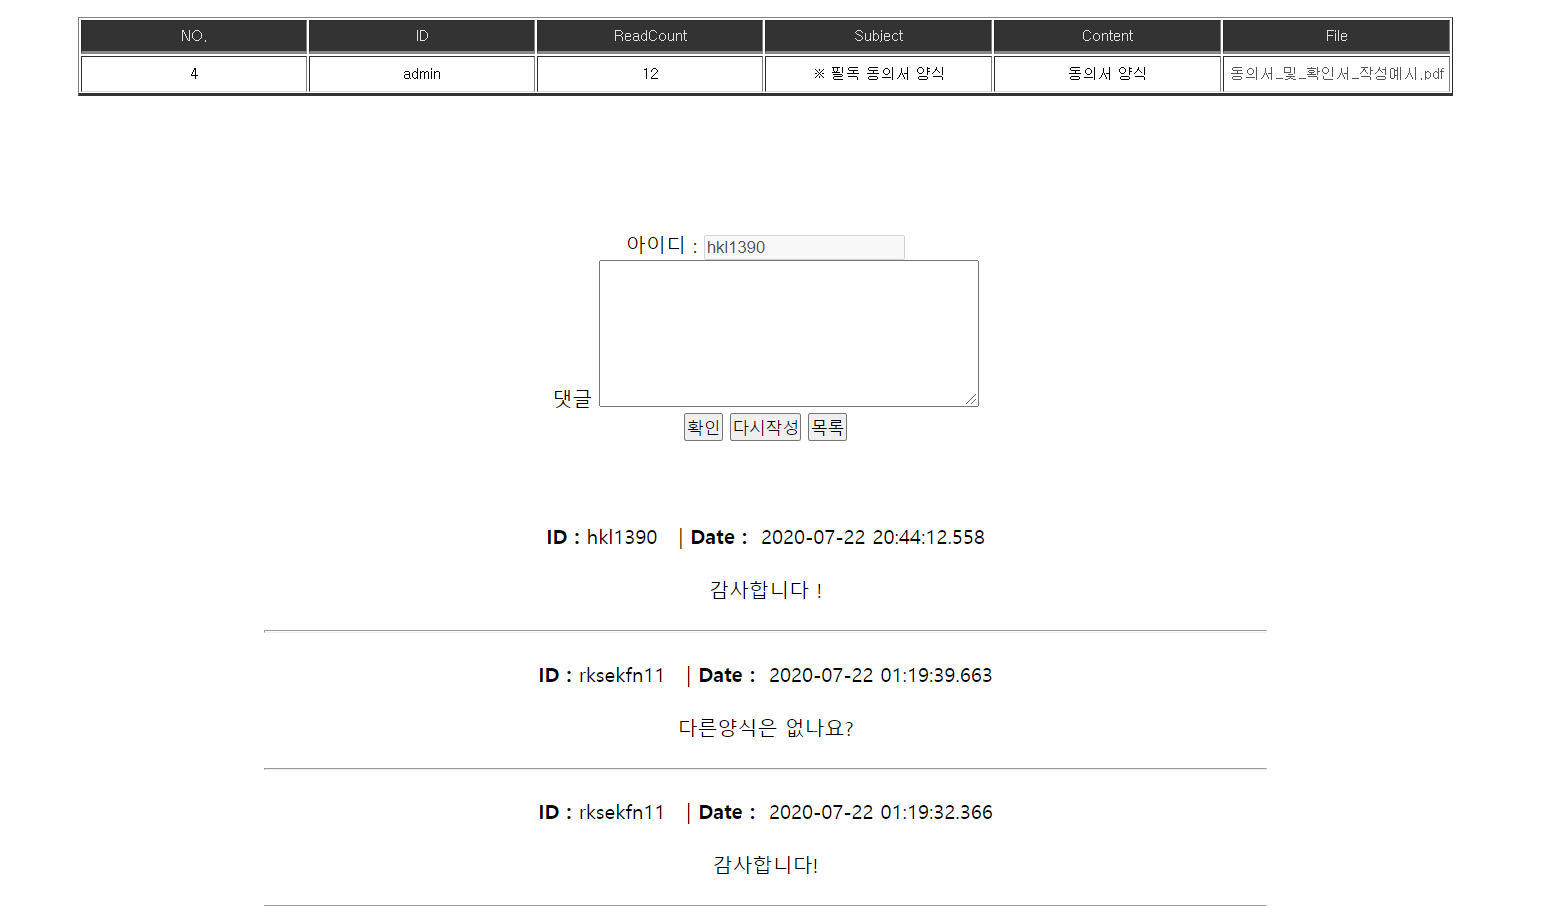 NO. ID ReadCount Subject Content File
4 admin 12 ※ 필독 동의서 양식 동의서 양식 동의서_및_확인서_작성예시.pdf
아이디 : hkl1390
댓글
확인 다시작성 목록
ID : hkl1390 | Date : 2020-07-22 20:44:12.558
감사합니다 !
ID : rksekfn11 | Date : 2020-07-22 01:19:39.663
다른양식은 없나요?
ID : rksekfn11 | Date : 2020-07-22 01:19:32.366
감사합니다!